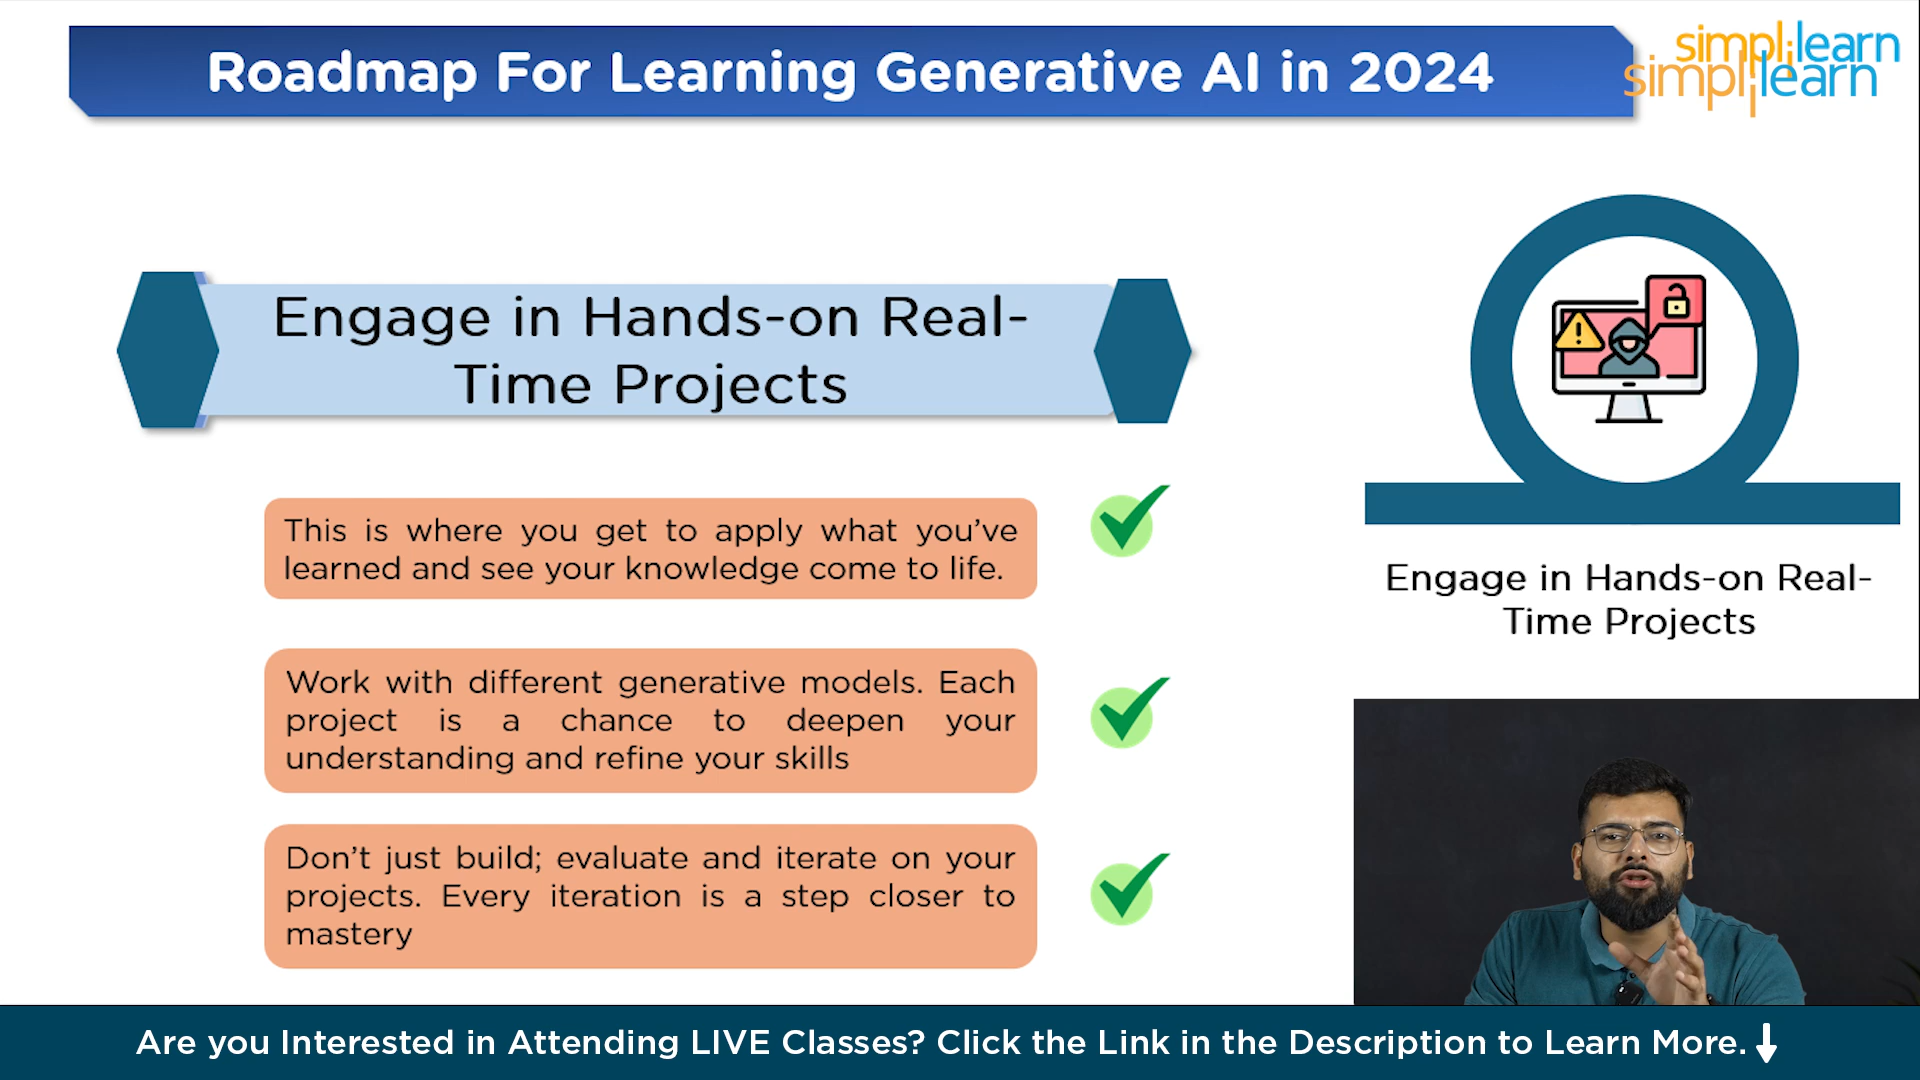 Roadmap For Learning Generative AI in 2024
simplilearn
simplilearn
Engage in Hands-on Real-
Time Projects
This is where you get to apply what you’ve
learned and see your knowledge come to life.
Work with different generative models. Each
project is a chance to deepen your
understanding and refine your skills
Don’t just build; evaluate and iterate on your
projects. Every iteration is a step closer to
mastery
Engage in Hands-on Real-
Time Projects
Are you Interested in Attending LIVE Classes? Click the Link in the Description to Learn More.